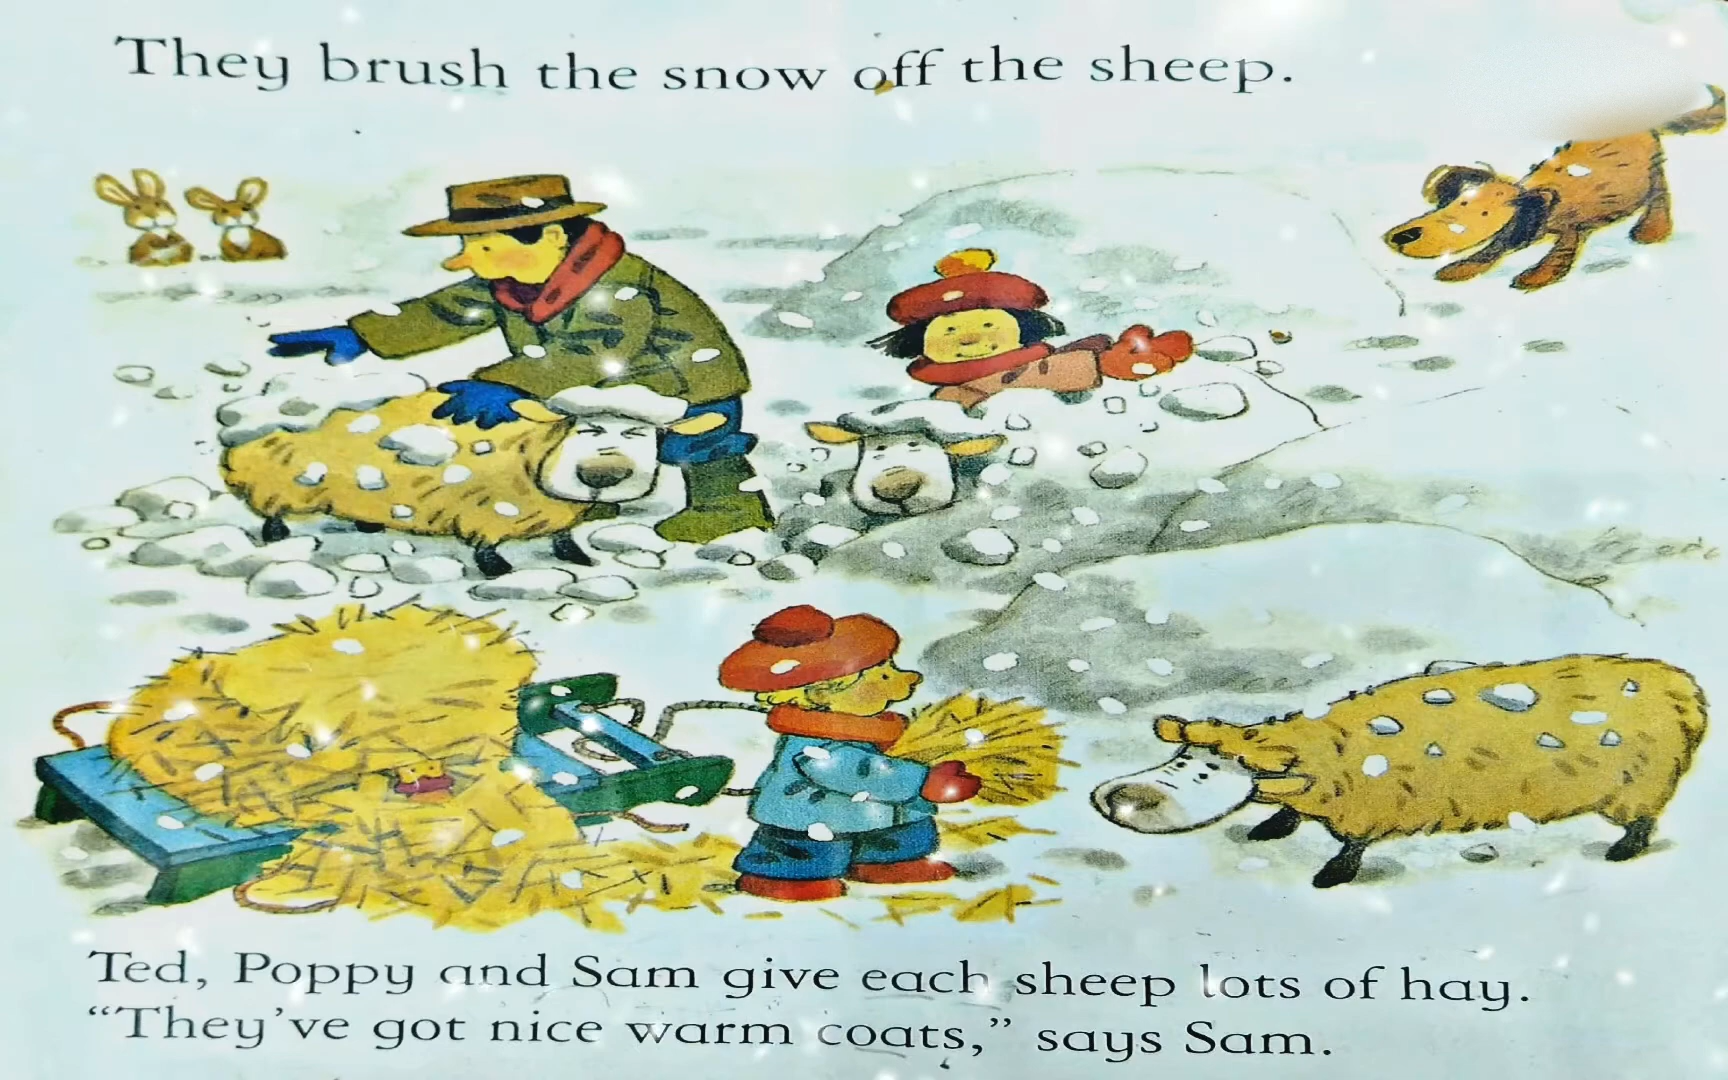 They brush the snow off the sheep.
Ted, Poppy and Sam give each sheep lots of hay.
“They’ve got nice warm coats,” says Sam.